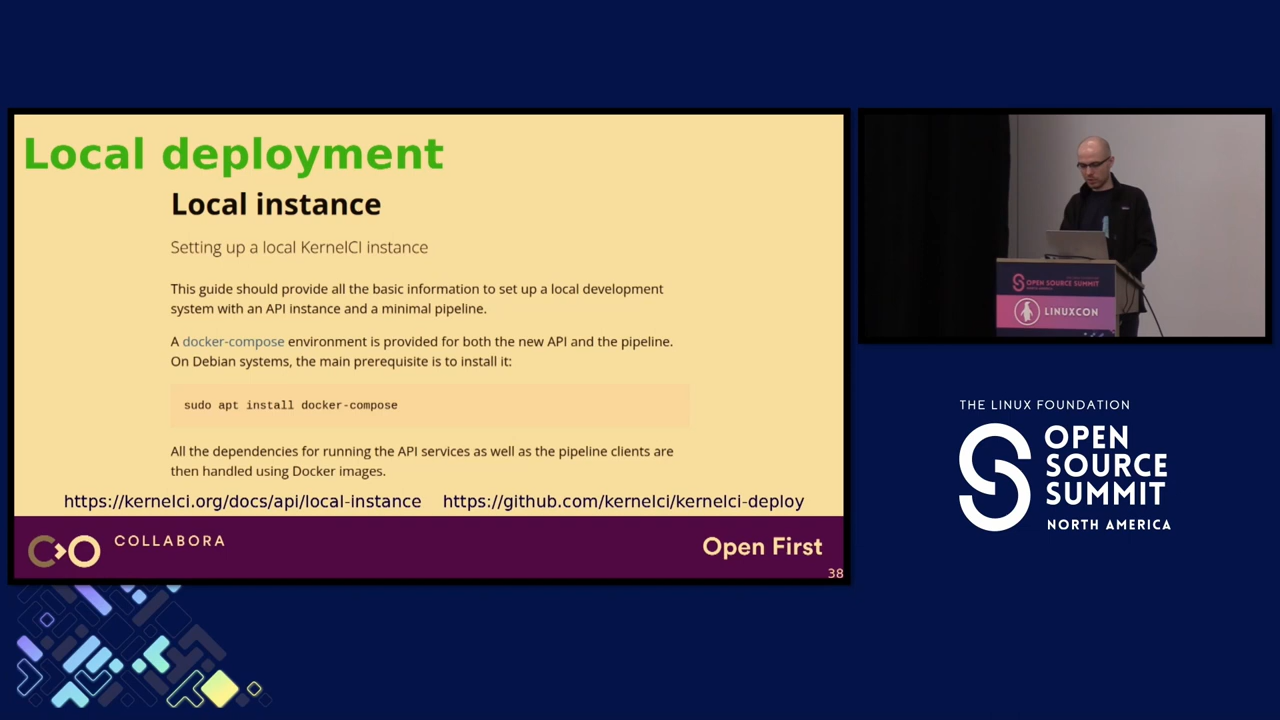 Local deployment
Local instance
Setting up a local KernelCI instance
This guide should provide all the basic information to set up a local development
system with an API instance and a minimal pipeline.
A docker-compose environment is provided for both the new API and the pipeline.
On Debian systems, the main prerequisite is to install it:
sudo apt install docker-compose
All the dependencies for running the API services as well as the pipeline clients are
then handled using Docker images.
https://kernelci.org/docs/api/local-instance https://github.com/kernelci/kernelci-deploy
COLLABORA
Open First
38
OPEN SOURCE SUMMIT
LINUXCON
THE LINUX FOUNDATION
OPEN
SOURCE
SUMMIT
NORTH AMERICA